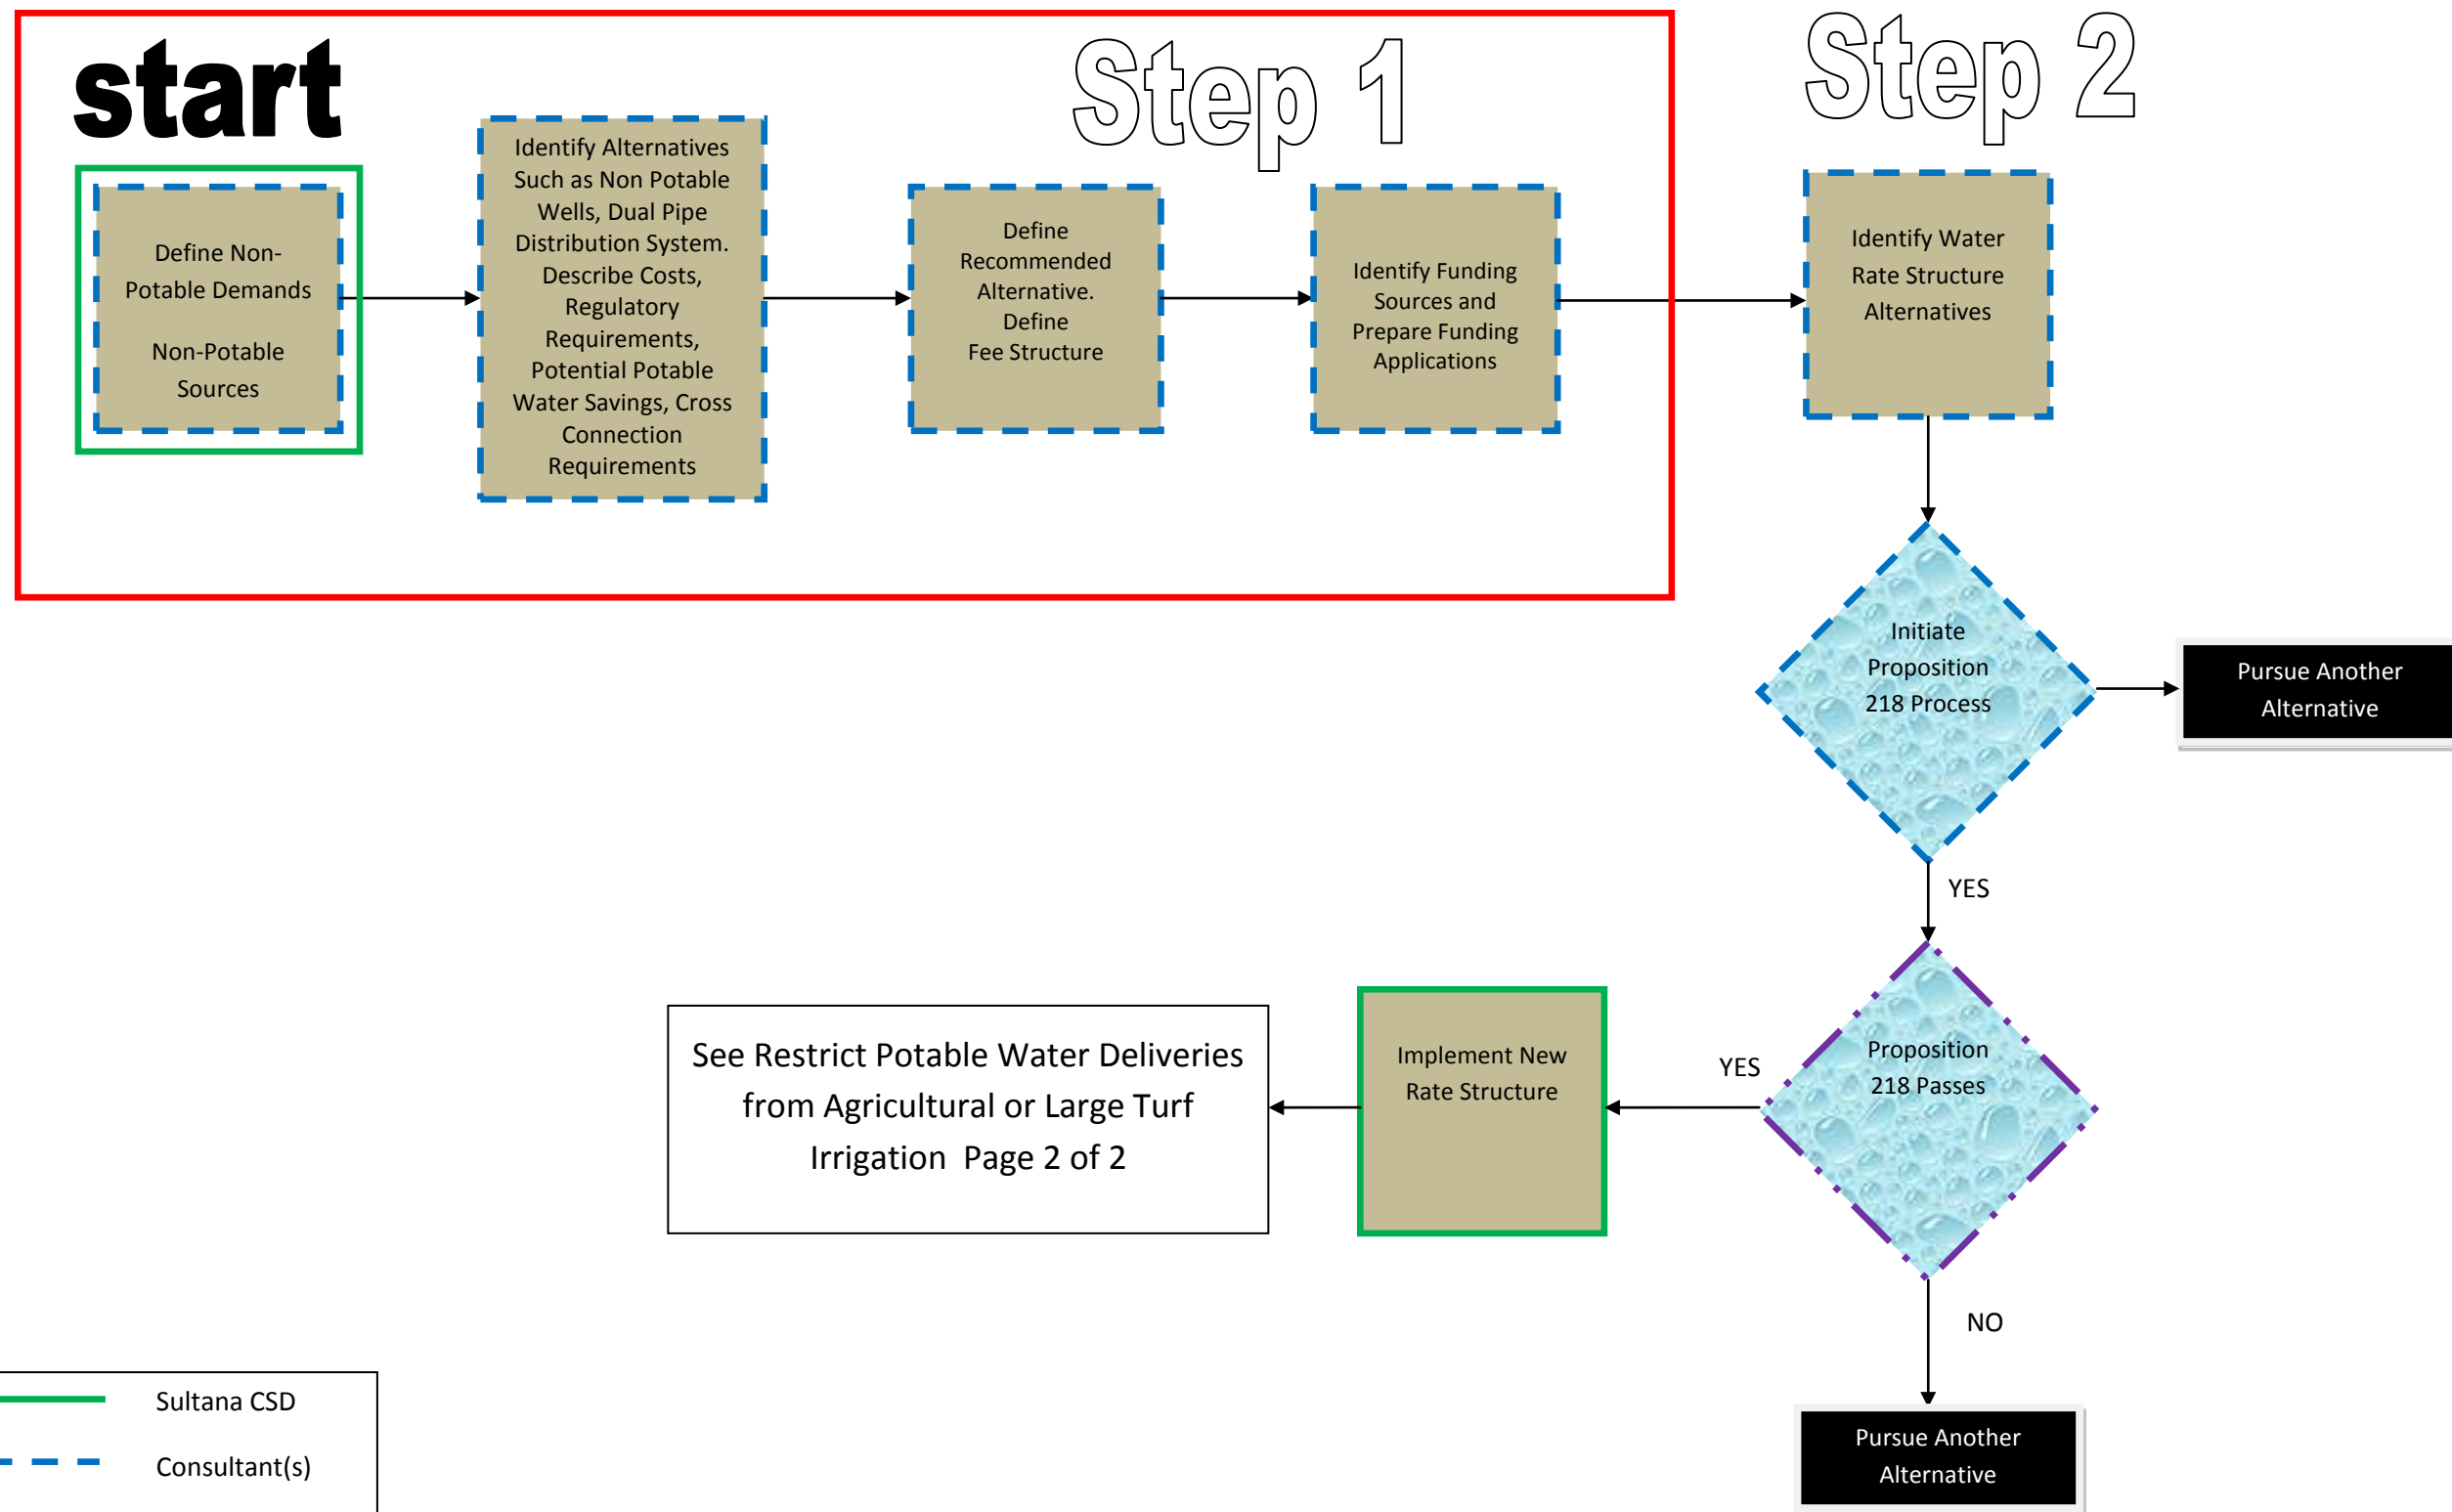 start
Step 1
Step 2
Define Non-
Potable Demands
Non-Potable
Sources
Identify Alternatives
Such as Non Potable
Wells, Dual Pipe
Distribution System.
Describe Costs,
Regulatory
Requirements,
Potential Potable
Water Savings, Cross
Connection
Requirements
Define
Recommended
Alternative.
Define
Fee Structure
Identify Funding
Sources and
Prepare Funding
Applications
Identify Water
Rate Structure
Alternatives
Initiate
Proposition
218 Process
Pursue Another
Alternative
YES
Proposition
218 Passes
YES
Implement New
Rate Structure
See Restrict Potable Water Deliveries
from Agricultural or Large Turf
Irrigation  Page 2 of 2
NO
Pursue Another
Alternative
Sultana CSD
Consultant(s)